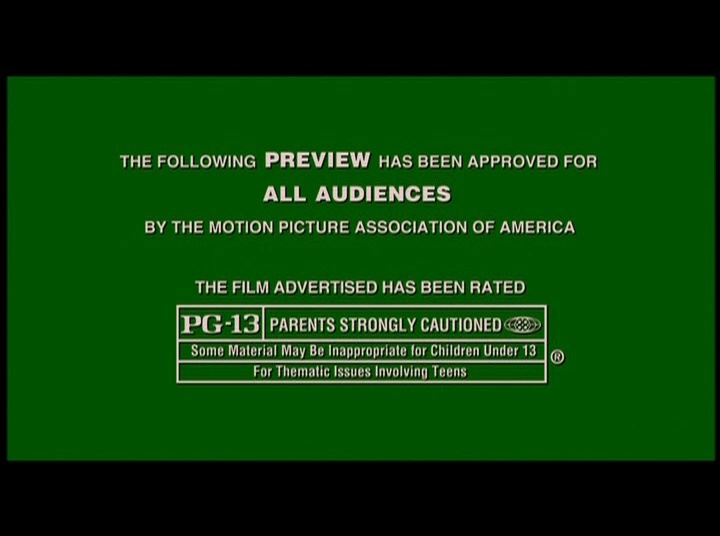 THE FOLLOWING PREVIEW HAS BEEN APPROVED FOR
ALL AUDIENCES
BY THE MOTION PICTURE ASSOCIATION OF AMERICA
THE FILM ADVERTISED HAS BEEN RATED
PG-13 PARENTS STRONGLY CAUTIONED
Some Material May Be Inappropriate for Children Under 13 ®
For Thematic Issues Involving Teens